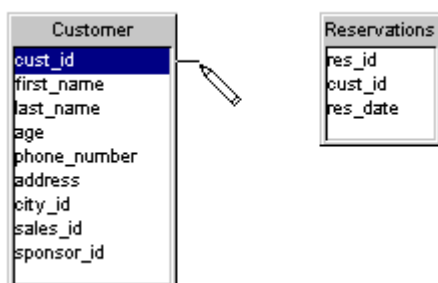 Customer
cust_id
first_name
last_name
age
phone_number
address
city_id
sales_id
sponsor_id
Reservations
res_id
cust_id
res_date